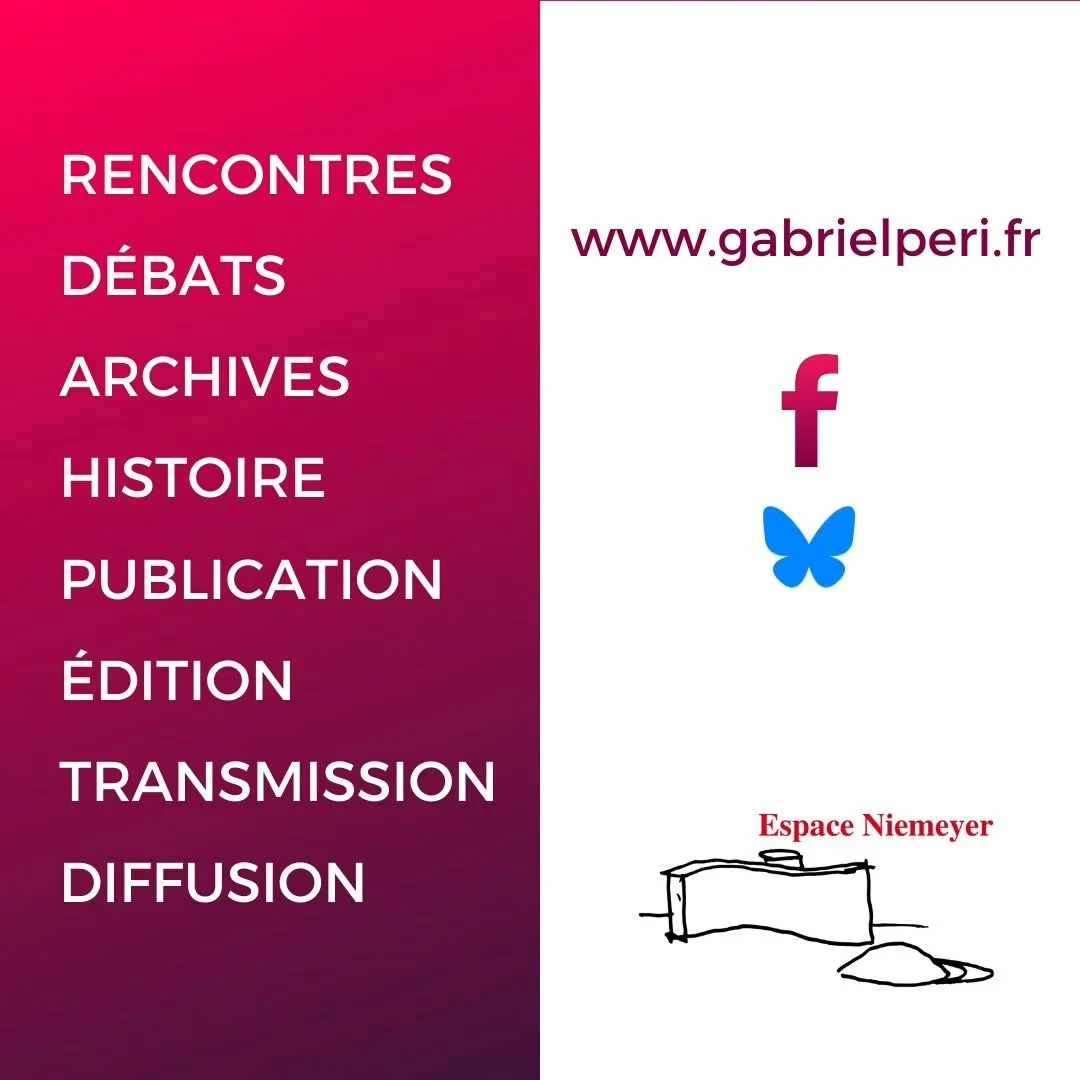 RENCONTRES
DÉBATS
ARCHIVES
HISTOIRE
PUBLICATION
ÉDITION
TRANSMISSION
DIFFUSION
www.gabrielperi.fr
f
Espace Niemeyer